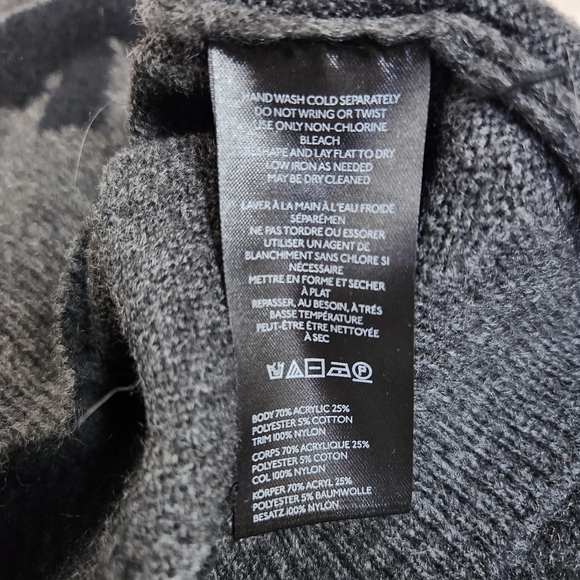 HAND WASH COLD SEPARATELY
DO NOT WRING OR TWIST
USE ONLY NON-CHLORINE
BLEACH
RESHAPE AND LAY FLAT TO DRY
LOW IRON AS NEEDED
MAY BE DRY CLEANED
LAVER À LA MAIN À L'EAU FROIDE
SÉPARÉMEN
NE PAS TORDRE OU ESSORER
UTILISER UN AGENT DE
BLANCHIMENT SANS CHLORE SI
NÉCESSAIRE
METTRE EN FORME ET SECHER
À PLAT
REPASSER, AU BESOIN, À TRÉS
BASSE TEMPÉRATURE
PEUT-ÊTRE ÊTRE NETTOYÉE
À SEC
P
BODY 70% ACRYLIC 25%
POLYESTER 5% COTTON
TRIM 100% NYLON
CORPS 70% ACRYLIQUE 25%
POLYESTER 5% COTON
COL 100% NYLON
KÖRPER 70% ACRYL 25%
POLYESTER 5% BAUMWOLLE
BESATZ 100% NYLON